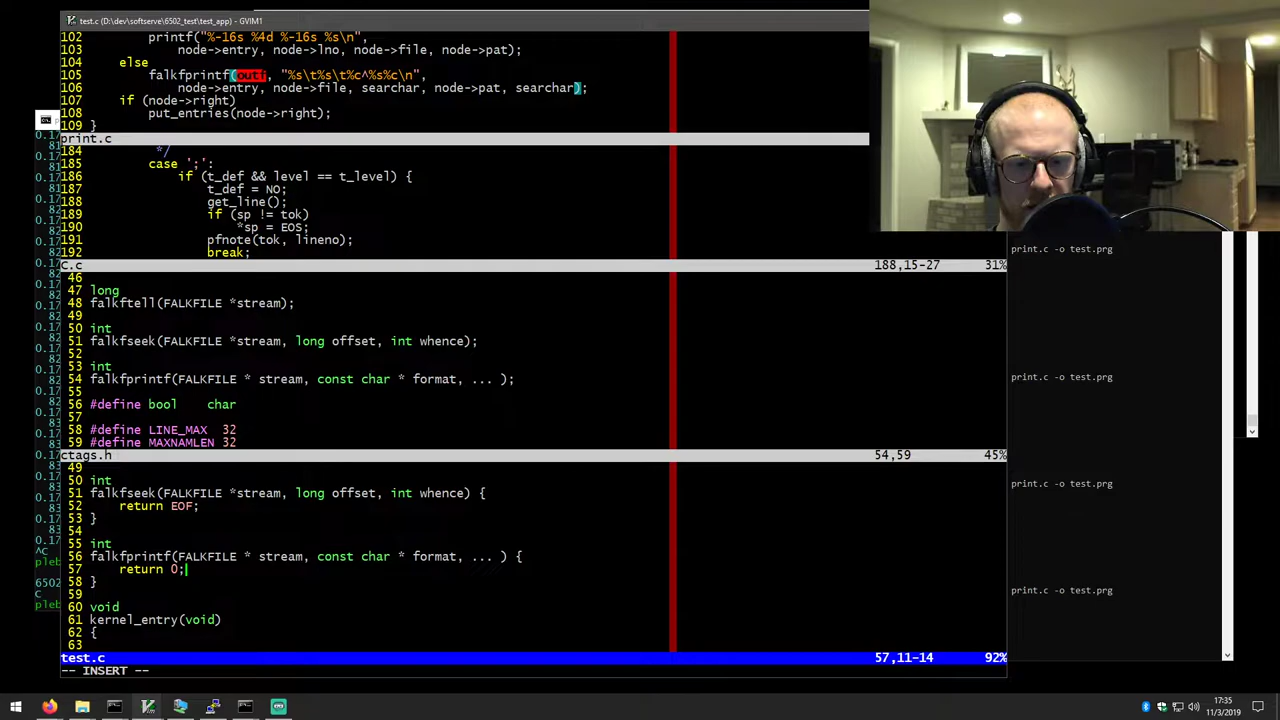 test.c (D:\dev\softserve\6502_test\test_app) - GVIM1
102         printf("%-16s %4d %-16s %s\n",
103             node->entry, node->lno, node->file, node->pat);
104     else
105         falkfprintf(outf, "%s\t%s\t%c^%s%c\n",
106             node->entry, node->file, searchar, node->pat, searchar);
107     if (node->right)
108         put_entries(node->right);
109 }
print.c
184          */
185         case ';':
186             if (t_def && level == t_level) {
187                 t_def = NO;
188                 get_line();
189                 if (sp != tok)
190                     *sp = EOS;
191                 pfnote(tok, lineno);
192                 break;
C.c 188,15-27 31%
46
47 long
48 falkftell(FALKFILE *stream);
49
50 int
51 falkfseek(FALKFILE *stream, long offset, int whence);
52
53 int
54 falkfprintf(FALKFILE * stream, const char * format, ... );
55
56 #define bool    char
57
58 #define LINE_MAX  32
59 #define MAXNAMLEN 32
ctags.h 54,59 45%
49
50 int
51 falkfseek(FALKFILE *stream, long offset, int whence) {
52     return EOF;
53 }
54
55 int
56 falkfprintf(FALKFILE * stream, const char * format, ... ) {
57     return 0;
58 }
59
60 void
61 kernel_entry(void)
62 {
63
test.c 57,11-14 92%
-- INSERT --
print.c -o test.prg
print.c -o test.prg
print.c -o test.prg
print.c -o test.prg
0.17
^C
pleb
6502
C
pleb
17:35
11/3/2019